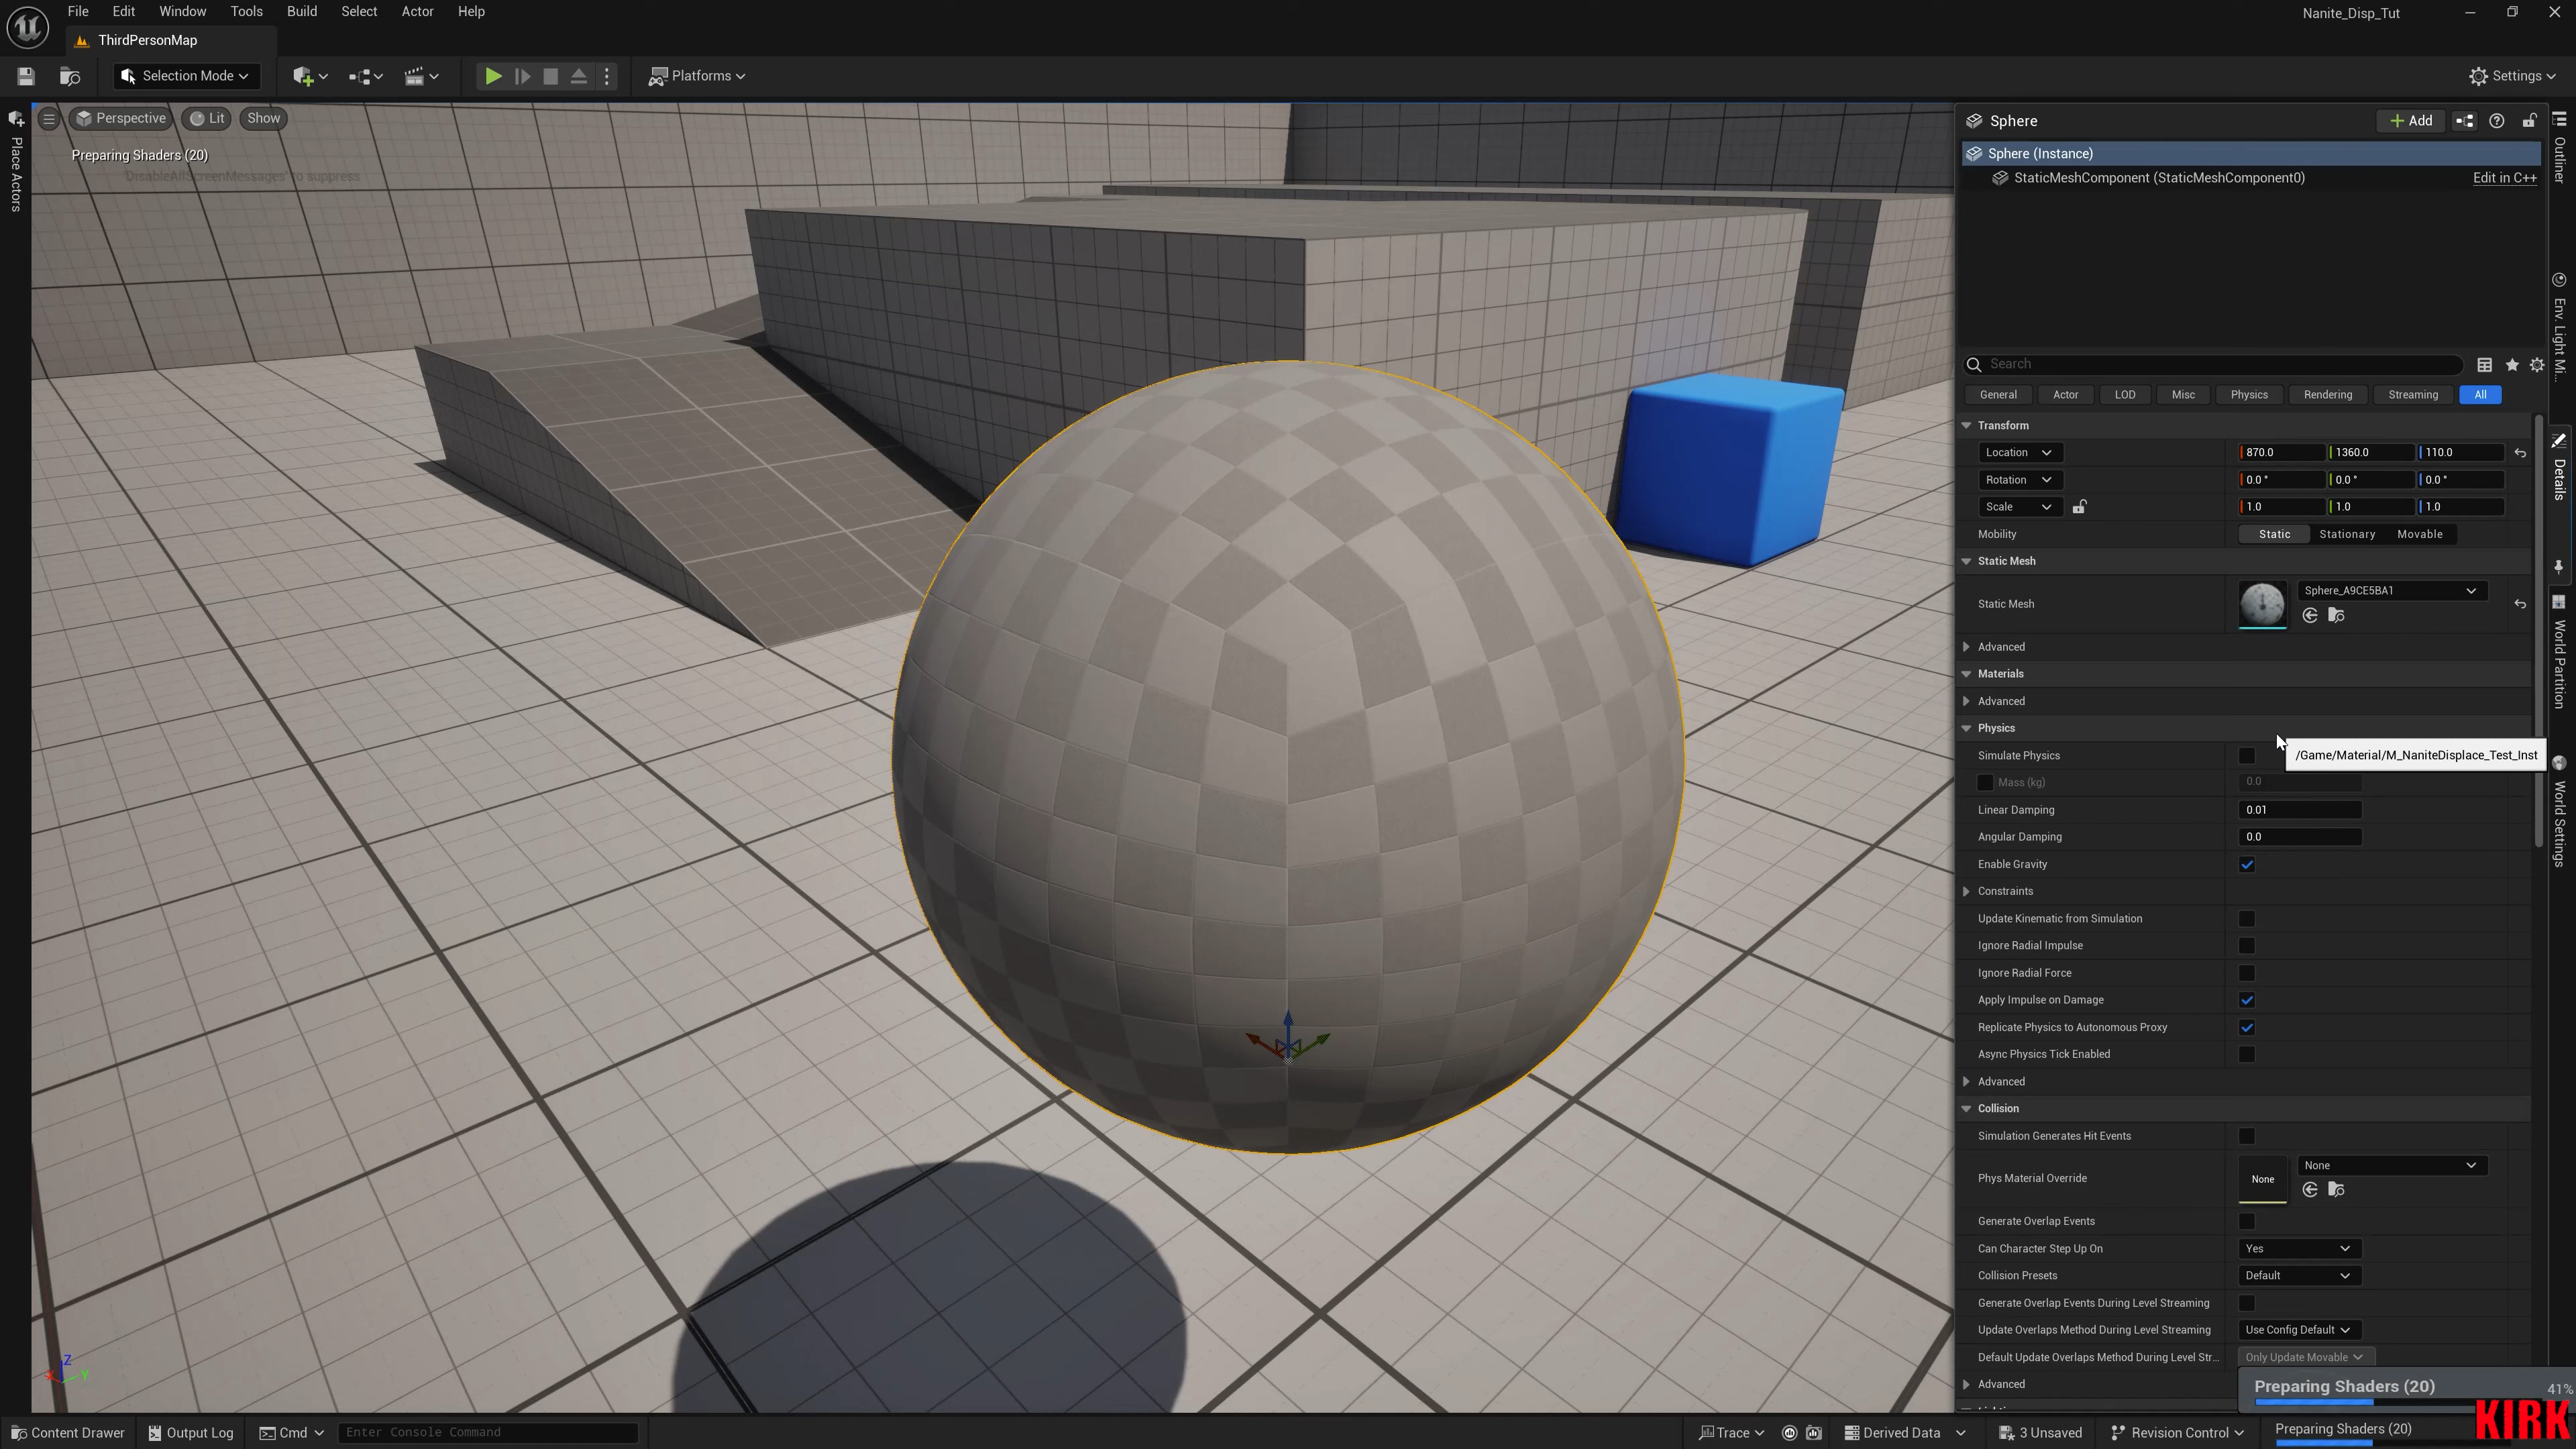 File Edit Window Tools Build Select Actor Help
Nanite_Disp_Tut
ThirdPersonMap
Selection Mode
Platforms
Settings
Place Actors
Perspective
Lit
Show
Preparing Shaders (20)
'DisableAllScreenMessages' to suppress
Sphere
Add
Sphere (Instance)
StaticMeshComponent (StaticMeshComponent0)
Edit in C++
Outliner
Env. Light Mi...
Details
World Partition
World Settings
Search
General Actor LOD Misc Physics Rendering Streaming All
Transform
Location 870.0 1360.0 110.0
Rotation 0.0 ° 0.0 ° 0.0 °
Scale 1.0 1.0 1.0
Mobility Static Stationary Movable
Static Mesh
Static Mesh Sphere_A9CE5BA1
Advanced
Materials
Advanced
Physics
Simulate Physics
/Game/Material/M_NaniteDisplace_Test_Inst
Mass (kg) 0.0
Linear Damping 0.01
Angular Damping 0.0
Enable Gravity
Constraints
Update Kinematic from Simulation
Ignore Radial Impulse
Ignore Radial Force
Apply Impulse on Damage
Replicate Physics to Autonomous Proxy
Async Physics Tick Enabled
Advanced
Collision
Simulation Generates Hit Events
Phys Material Override None None
Generate Overlap Events
Can Character Step Up On Yes
Collision Presets Default
Generate Overlap Events During Level Streaming
Update Overlaps Method During Level Streaming Use Config Default
Default Update Overlaps Method During Level Str... Only Update Movable
Advanced
Preparing Shaders (20) 41%
Z
Y
Content Drawer
Output Log
Cmd
Enter Console Command
Trace
Derived Data
3 Unsaved
Revision Control
Preparing Shaders (20)
KIRK